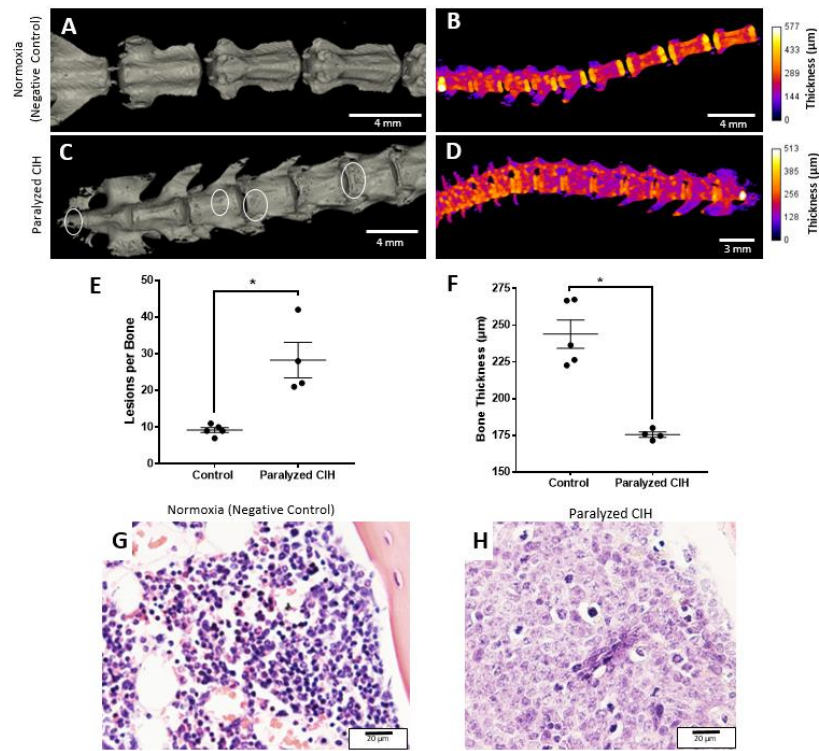 Normoxia
(Negative Control)
A
4 mm
B
4 mm
577
433
289
144
0
Thickness (µm)
Paralyzed CIH
C
4 mm
D
3 mm
513
385
256
128
0
Thickness (µm)
E
50
40
30
20
10
0
Lesions per Bone
*
Control
Paralyzed CIH
F
275
250
225
200
175
150
Bone Thickness (µm)
*
Control
Paralyzed CIH
Normoxia (Negative Control)
G
20 µm
Paralyzed CIH
H
20 µm